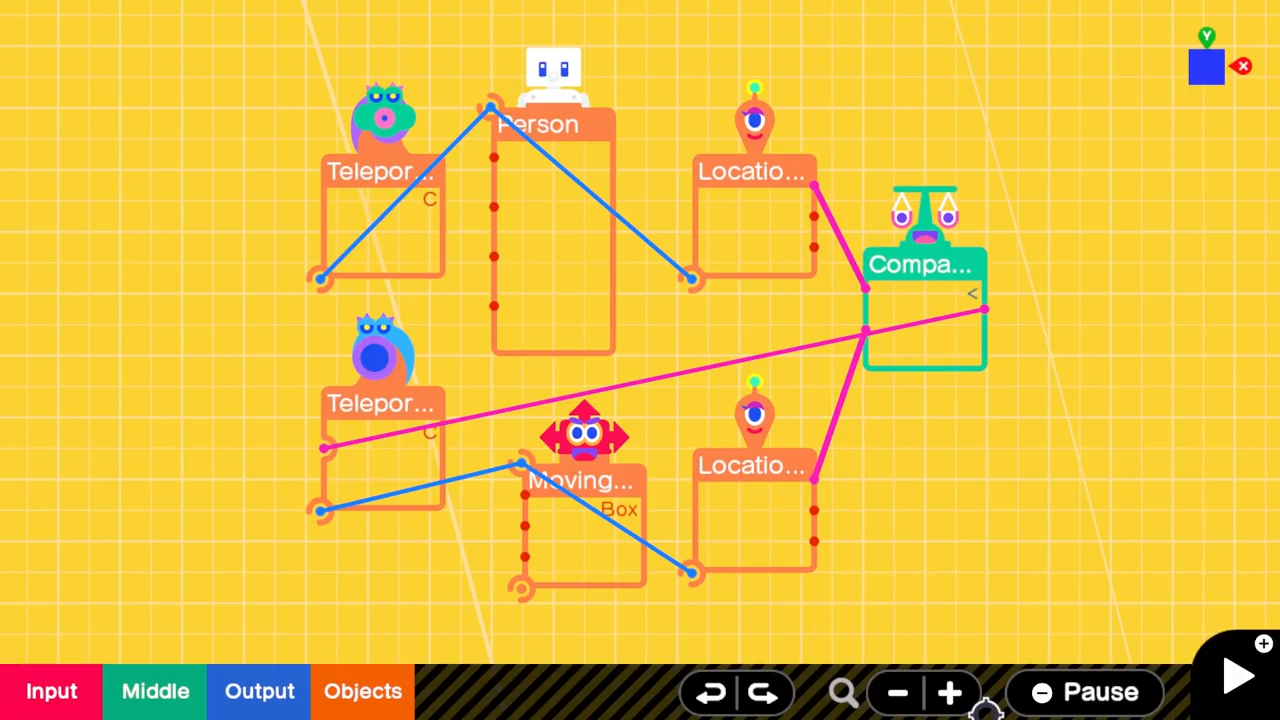 Y
Person
Telepor...
C
Locatio...
Compa...
<
Telepor...
C
Moving...
Box
Locatio...
Input
Middle
Output
Objects
Pause